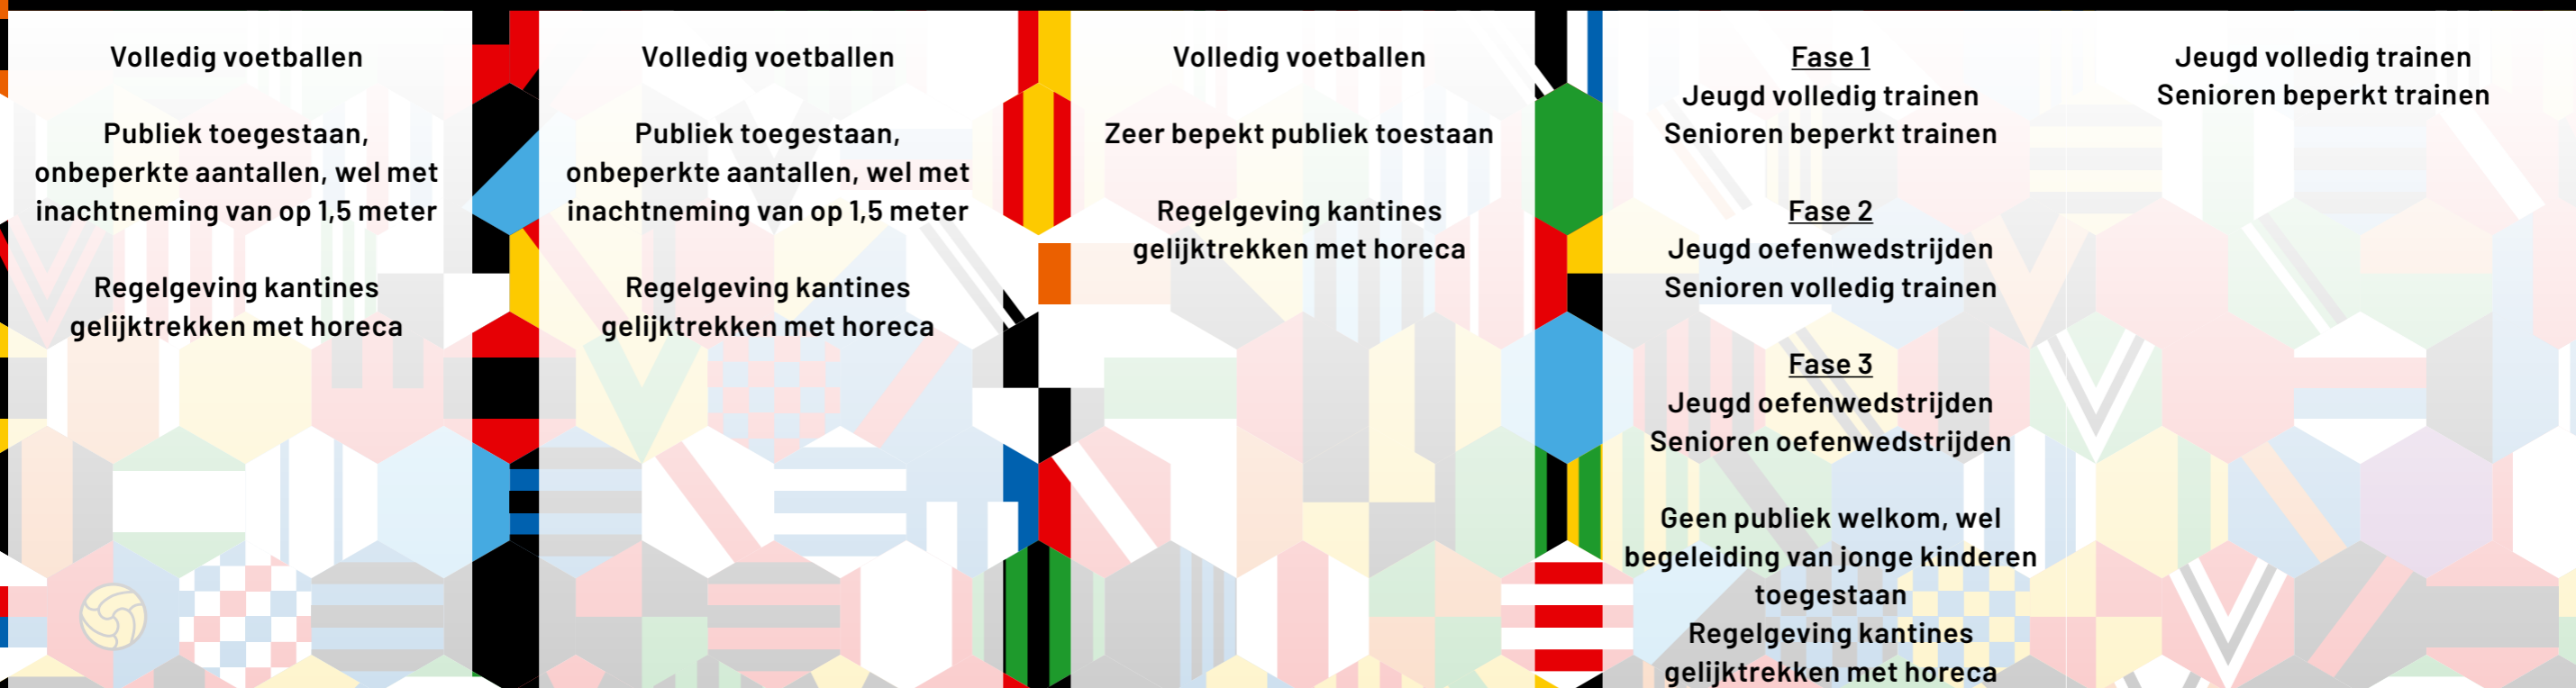 Volledig voetballen
Publiek toegestaan,
onbeperkte aantallen, wel met
inachtneming van op 1,5 meter
Regelgeving kantines
gelijktrekken met horeca
Volledig voetballen
Publiek toegestaan,
onbeperkte aantallen, wel met
inachtneming van op 1,5 meter
Regelgeving kantines
gelijktrekken met horeca
Volledig voetballen
Zeer bepekt publiek toestaan
Regelgeving kantines
gelijktrekken met horeca
Fase 1
Jeugd volledig trainen
Senioren beperkt trainen
Fase 2
Jeugd oefenwedstrijden
Senioren volledig trainen
Fase 3
Jeugd oefenwedstrijden
Senioren oefenwedstrijden
Geen publiek welkom, wel
begeleiding van jonge kinderen
toegestaan
Regelgeving kantines
gelijktrekken met horeca
Jeugd volledig trainen
Senioren beperkt trainen